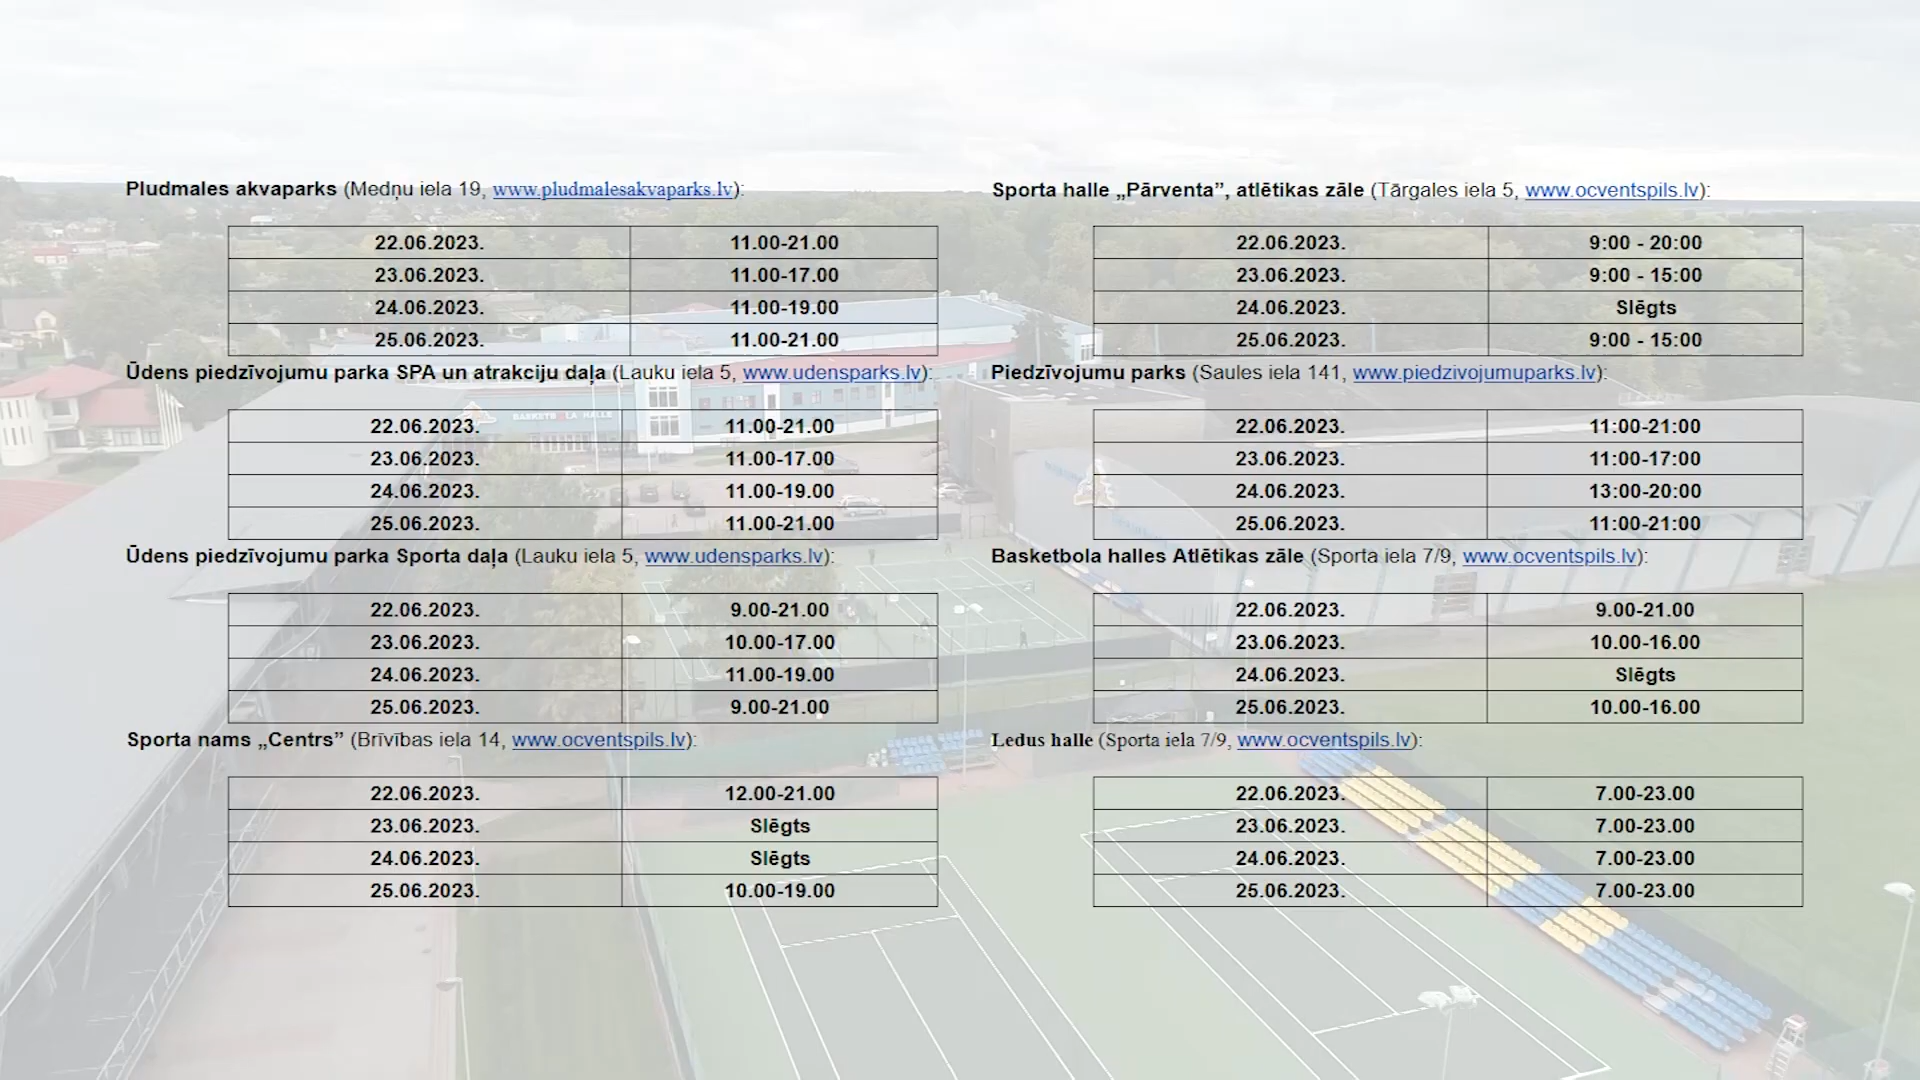 Pludmales akvaparks (Medņu iela 19, www.pludmalesakvaparks.lv):
22.06.2023. 11.00-21.00
23.06.2023. 11.00-17.00
24.06.2023. 11.00-19.00
25.06.2023. 11.00-21.00
Ūdens piedzīvojumu parka SPA un atrakciju daļa (Lauku iela 5, www.udensparks.lv):
22.06.2023. 11.00-21.00
23.06.2023. 11.00-17.00
24.06.2023. 11.00-19.00
25.06.2023. 11.00-21.00
Ūdens piedzīvojumu parka Sporta daļa (Lauku iela 5, www.udensparks.lv):
22.06.2023. 9.00-21.00
23.06.2023. 10.00-17.00
24.06.2023. 11.00-19.00
25.06.2023. 9.00-21.00
Sporta nams „Centrs” (Brīvības iela 14, www.ocventspils.lv):
22.06.2023. 12.00-21.00
23.06.2023. Slēgts
24.06.2023. Slēgts
25.06.2023. 10.00-19.00
Sporta halle „Pārventa”, atlētikas zāle (Tārgales iela 5, www.ocventspils.lv):
22.06.2023. 9:00 - 20:00
23.06.2023. 9:00 - 15:00
24.06.2023. Slēgts
25.06.2023. 9:00 - 15:00
Piedzīvojumu parks (Saules iela 141, www.piedzivojumuparks.lv):
22.06.2023. 11:00-21:00
23.06.2023. 11:00-17:00
24.06.2023. 13:00-20:00
25.06.2023. 11:00-21:00
Basketbola halles Atlētikas zāle (Sporta iela 7/9, www.ocventspils.lv):
22.06.2023. 9.00-21.00
23.06.2023. 10.00-16.00
24.06.2023. Slēgts
25.06.2023. 10.00-16.00
Ledus halle (Sporta iela 7/9, www.ocventspils.lv):
22.06.2023. 7.00-23.00
23.06.2023. 7.00-23.00
24.06.2023. 7.00-23.00
25.06.2023. 7.00-23.00
BASKETBOLA HALLE